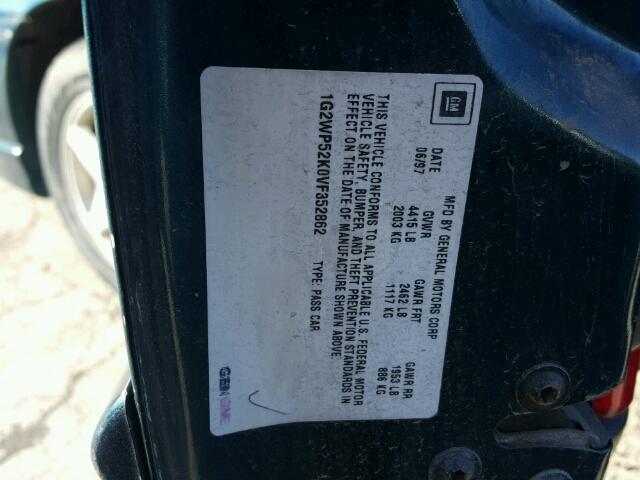 GM
MFD BY GENERAL MOTORS CORP
DATE GVWR GAWR FRT GAWR RR
06/97 4415 LB 2462 LB 1953 LB
2003 KG 1117 KG 886 KG
THIS VEHICLE CONFORMS TO ALL APPLICABLE U.S. FEDERAL MOTOR
VEHICLE SAFETY, BUMPER, AND THEFT PREVENTION STANDARDS IN
EFFECT ON THE DATE OF MANUFACTURE SHOWN ABOVE.
1G2WP52K0VF352862 TYPE: PASS CAR